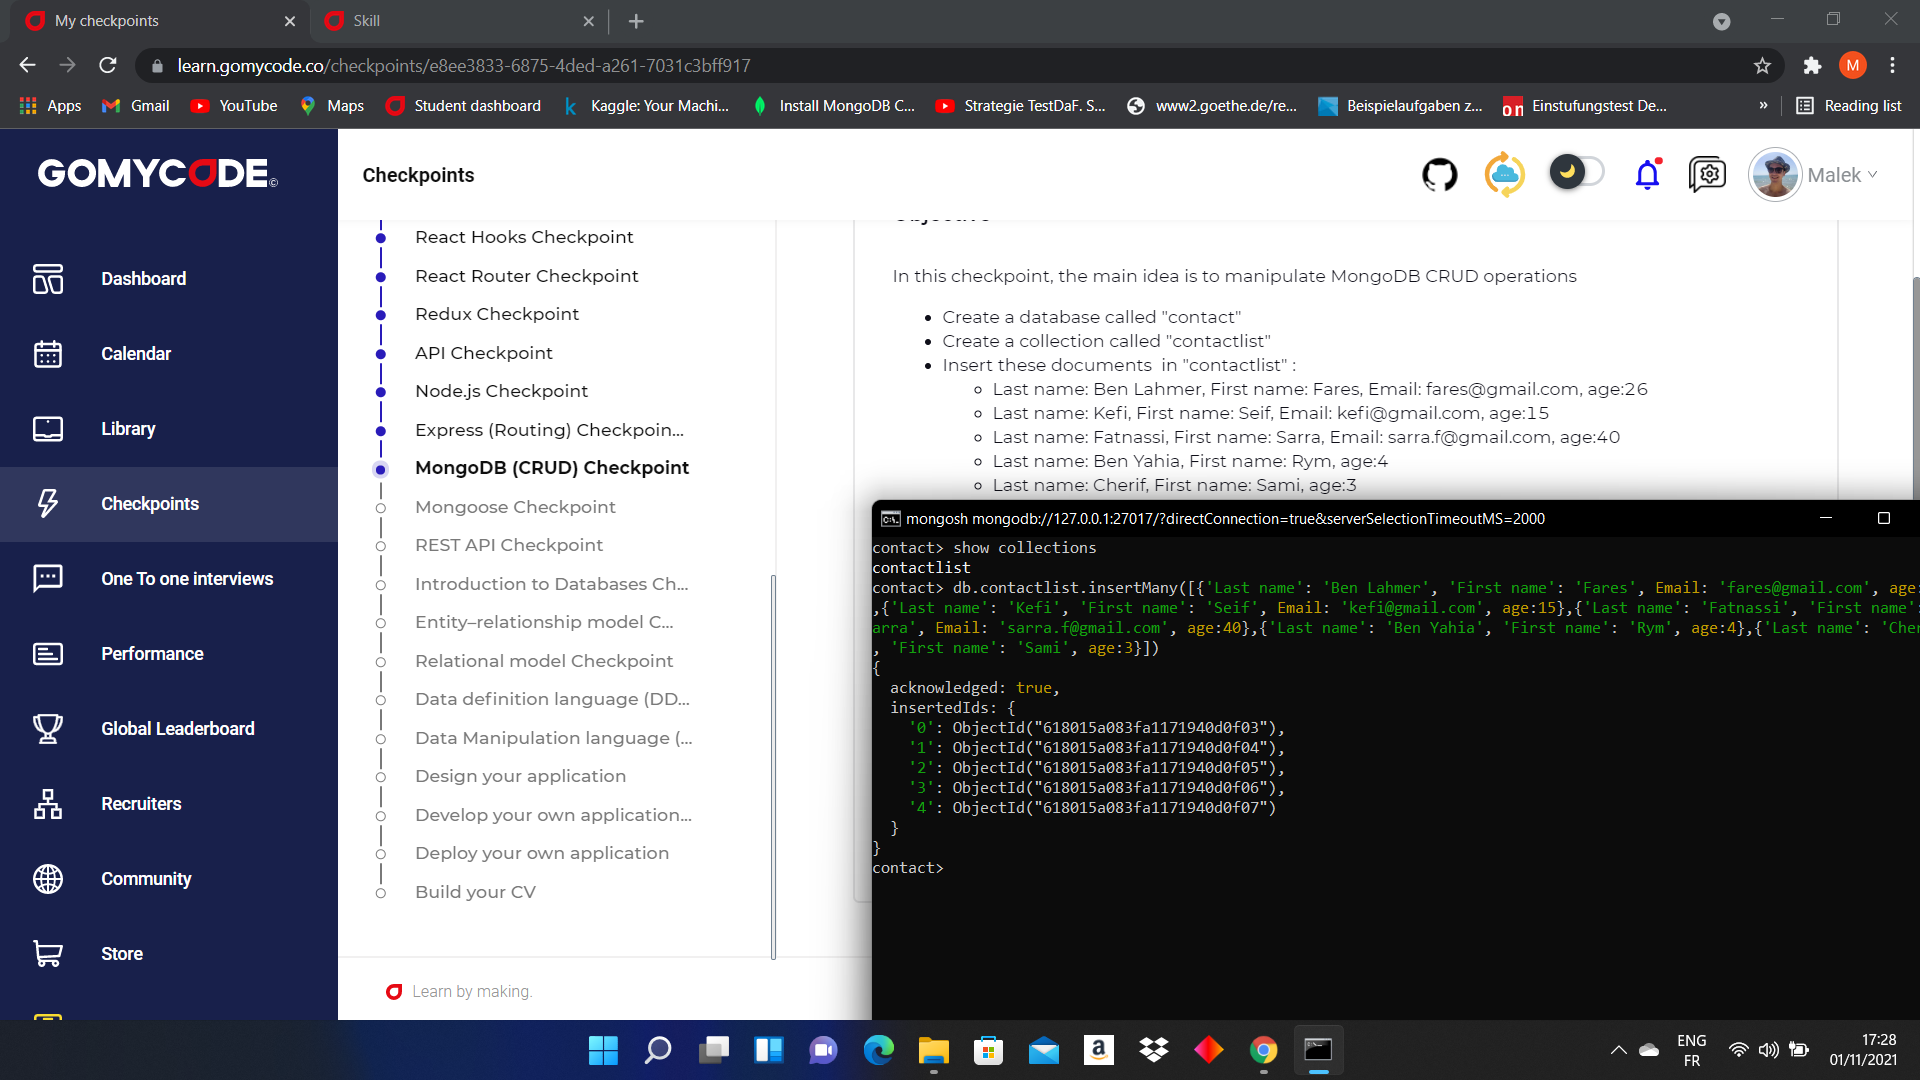 My checkpoints
Skill
learn.gomycode.co/checkpoints/e8ee3833-6875-4ded-a261-7031c3bff917
M
Apps
Gmail
YouTube
Maps
Student dashboard
Kaggle: Your Machi...
Install MongoDB C...
Strategie TestDaF. S...
www2.goethe.de/re...
Beispielaufgaben z...
on
Einstufungstest De...
»
Reading list
GOMYCODE©
Dashboard
Calendar
Library
Checkpoints
One To one interviews
Performance
Global Leaderboard
Recruiters
Community
Store
Checkpoints
Malek
React Hooks Checkpoint
React Router Checkpoint
Redux Checkpoint
API Checkpoint
Node.js Checkpoint
Express (Routing) Checkpoin...
MongoDB (CRUD) Checkpoint
Mongoose Checkpoint
REST API Checkpoint
Introduction to Databases Ch...
Entity–relationship model C...
Relational model Checkpoint
Data definition language (DD...
Data Manipulation language (...
Design your application
Develop your own application...
Deploy your own application
Build your CV
Learn by making.
In this checkpoint, the main idea is to manipulate MongoDB CRUD operations
Create a database called "contact"
Create a collection called "contactlist"
Insert these documents  in "contactlist" :
Last name: Ben Lahmer, First name: Fares, Email: fares@gmail.com, age:26
Last name: Kefi, First name: Seif, Email: kefi@gmail.com, age:15
Last name: Fatnassi, First name: Sarra, Email: sarra.f@gmail.com, age:40
Last name: Ben Yahia, First name: Rym, age:4
Last name: Cherif, First name: Sami, age:3
mongosh mongodb://127.0.0.1:27017/?directConnection=true&serverSelectionTimeoutMS=2000
contact> show collections
contactlist
contact> db.contactlist.insertMany([{'Last name': 'Ben Lahmer', 'First name': 'Fares', Email: 'fares@gmail.com', age:
,{'Last name': 'Kefi', 'First name': 'Seif', Email: 'kefi@gmail.com', age:15},{'Last name': 'Fatnassi', 'First name':
arra', Email: 'sarra.f@gmail.com', age:40},{'Last name': 'Ben Yahia', 'First name': 'Rym', age:4},{'Last name': 'Cher
, 'First name': 'Sami', age:3}])
{
  acknowledged: true,
  insertedIds: {
    '0': ObjectId("618015a083fa1171940d0f03"),
    '1': ObjectId("618015a083fa1171940d0f04"),
    '2': ObjectId("618015a083fa1171940d0f05"),
    '3': ObjectId("618015a083fa1171940d0f06"),
    '4': ObjectId("618015a083fa1171940d0f07")
  }
}
contact>
ENG
FR
17:28
01/11/2021